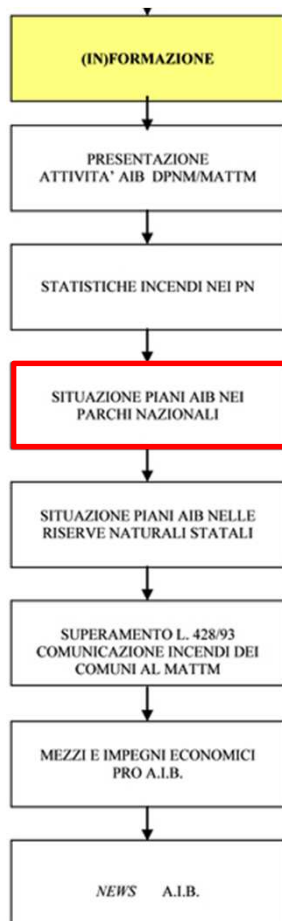 (IN)FORMAZIONE
PRESENTAZIONE
ATTIVITA' AIB DPNM/MATTM
STATISTICHE INCENDI NEI PN
SITUAZIONE PIANI AIB NEI
PARCHI NAZIONALI
SITUAZIONE PIANI AIB NELLE
RISERVE NATURALI STATALI
SUPERAMENTO L. 428/93
COMUNICAZIONE INCENDI DEI
COMUNI AL MATTM
MEZZI E IMPEGNI ECONOMICI
PRO A.I.B.
NEWS A.I.B.